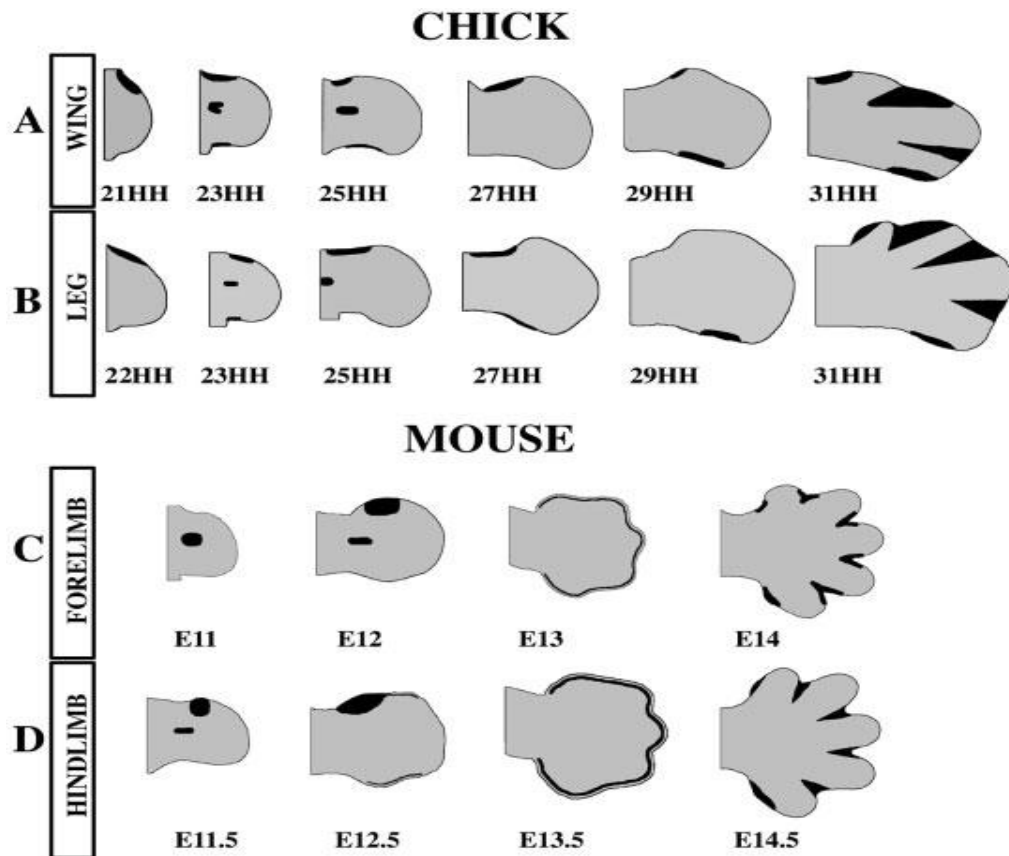 CHICK
A
WING
21HH 23HH 25HH 27HH 29HH 31HH
B
LEG
22HH 23HH 25HH 27HH 29HH 31HH
MOUSE
C
FORELIMB
E11 E12 E13 E14
D
HINDLIMB
E11.5 E12.5 E13.5 E14.5